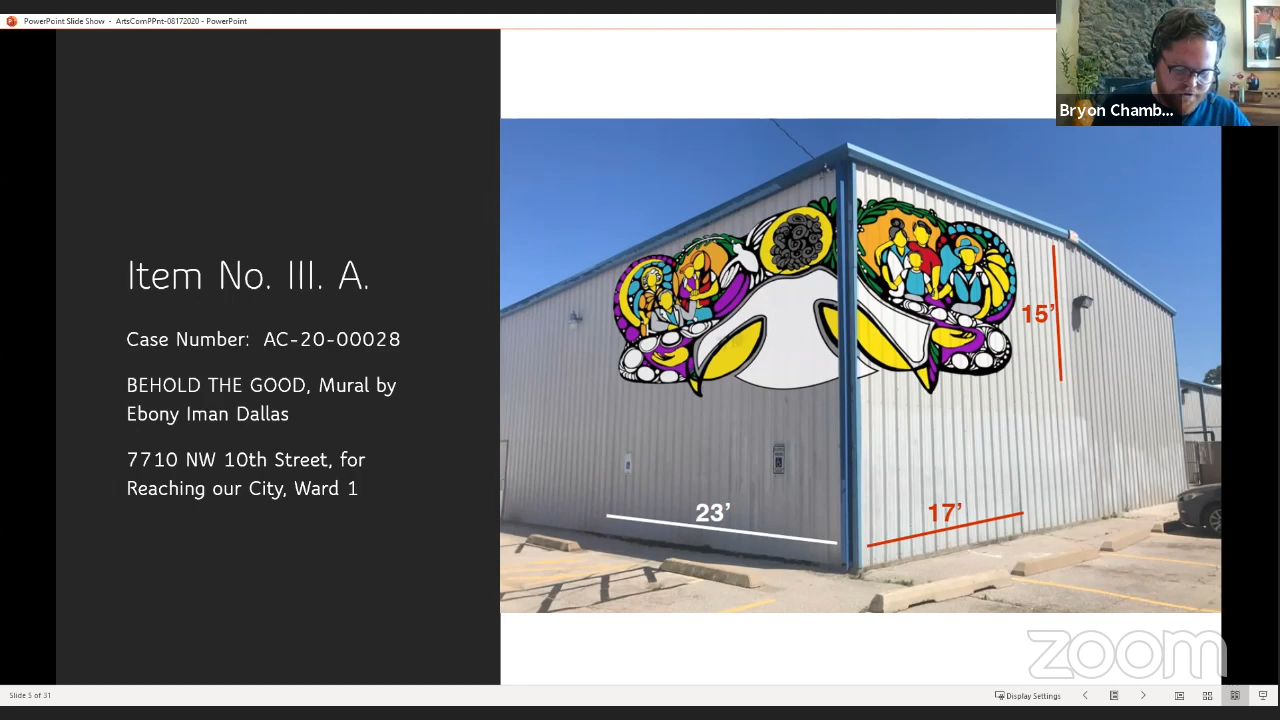 PowerPoint Slide Show - ArtsComPPnt-08172020 - PowerPoint
Bryon Chamb...
Item No. III. A.
Case Number: AC-20-00028
BEHOLD THE GOOD, Mural by
Ebony Iman Dallas
7710 NW 10th Street, for
Reaching our City, Ward 1
15’
23’
17’
zoom
Slide 5 of 31
Display Settings